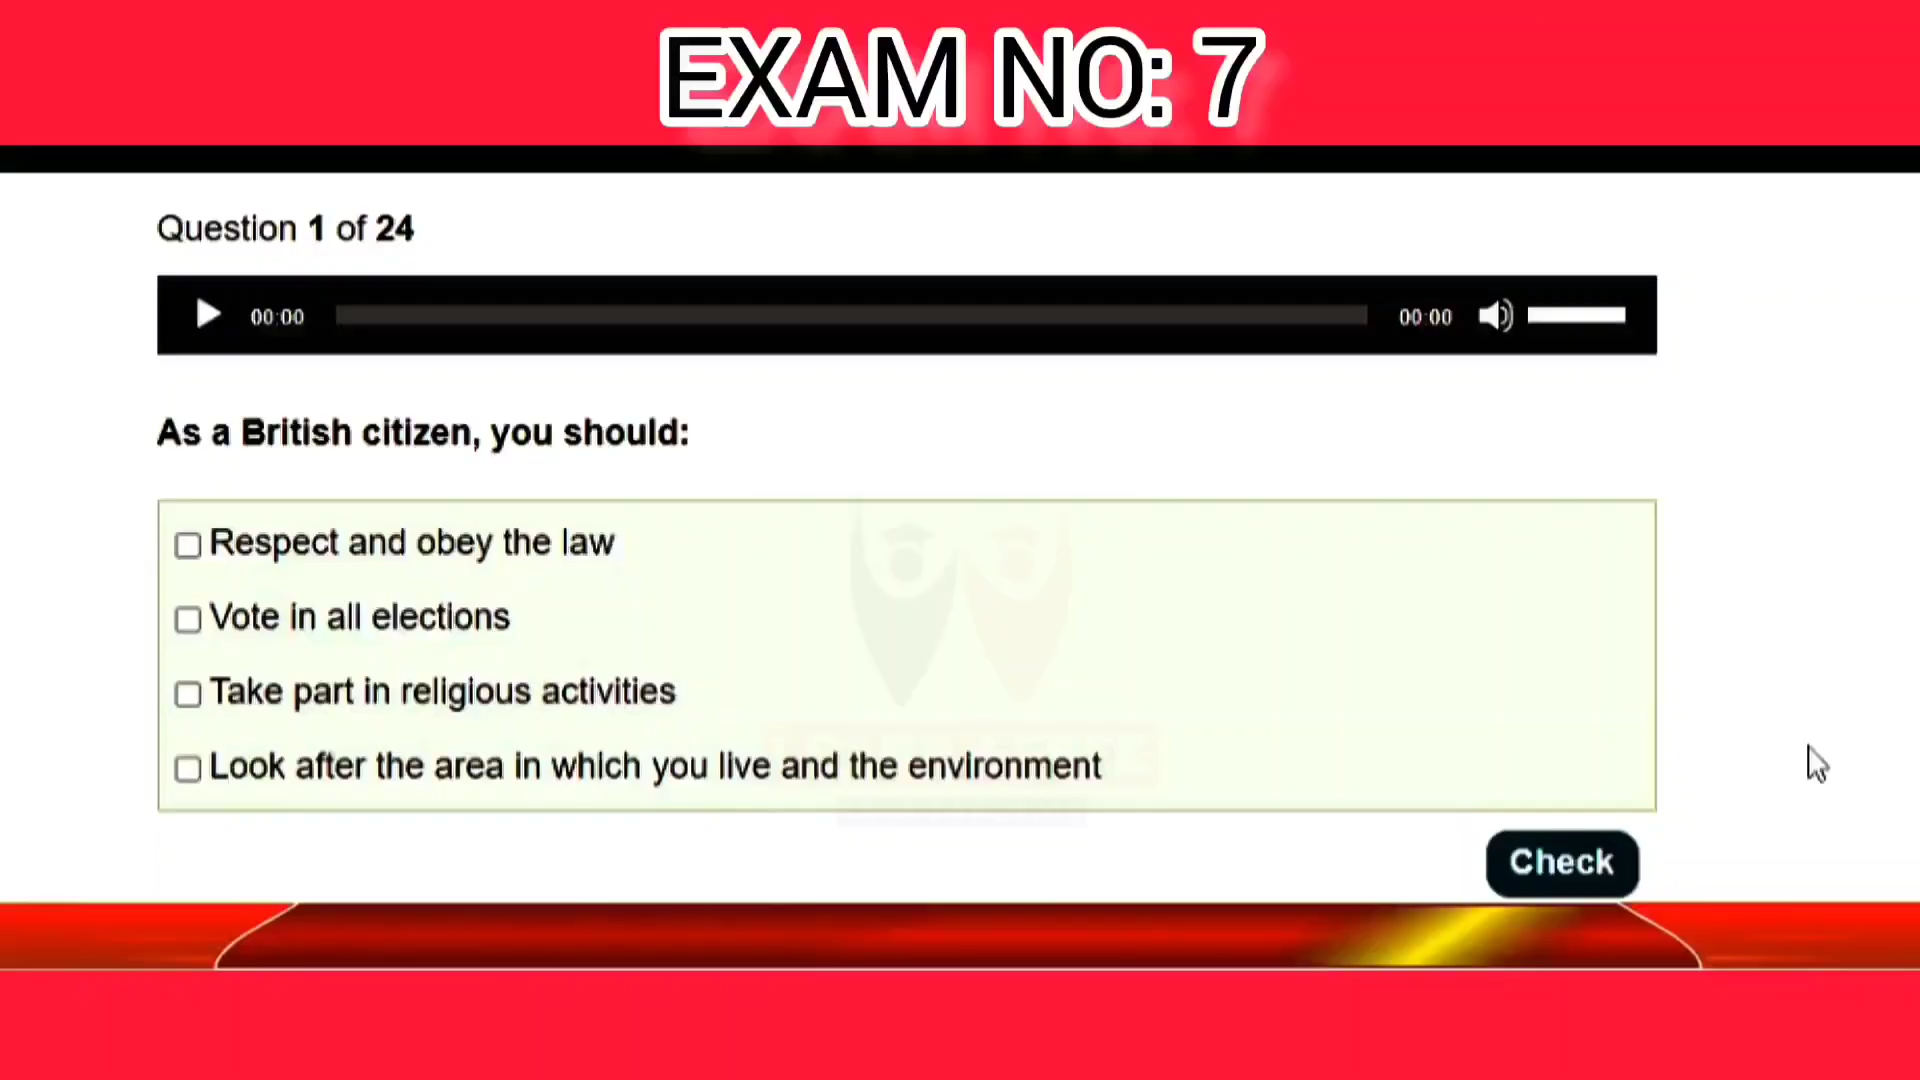 EXAM NO: 7
Question 1 of 24
00:00 00:00
As a British citizen, you should:
Respect and obey the law
Vote in all elections
Take part in religious activities
Look after the area in which you live and the environment
Check